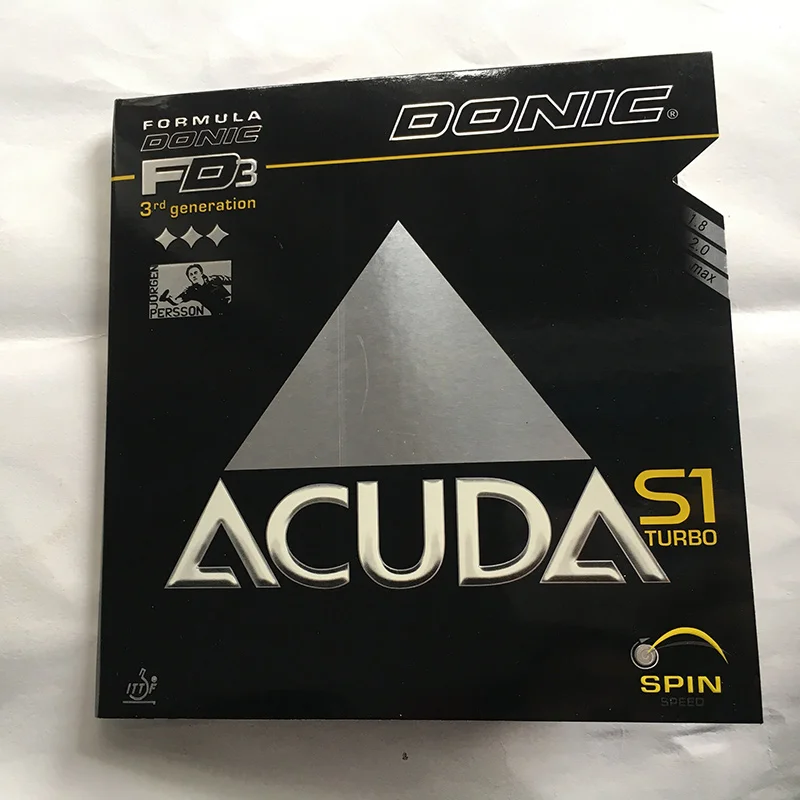 FORMULA
DONIC
FD3
3rd generation
DONIC®
1.8
2.0
max
JÖRGEN
PERSSON
ACUDA S1
TURBO
ITTF
SPIN
SPEED